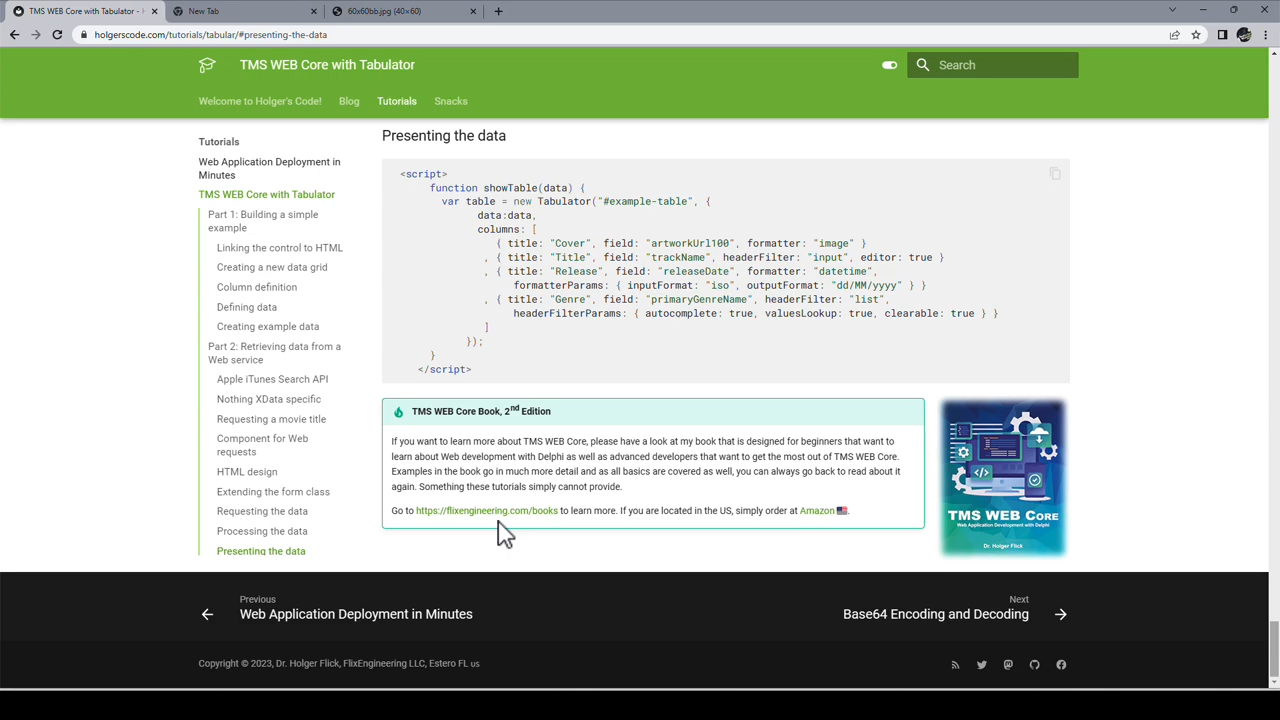 TMS WEB Core with Tabulator - H
New Tab
60x60bb.jpg (40×60)
holgerscode.com/tutorials/tabular/#presenting-the-data
TMS WEB Core with Tabulator
Search
Welcome to Holger's Code!
Blog
Tutorials
Snacks
Tutorials
Web Application Deployment in
Minutes
TMS WEB Core with Tabulator
Part 1: Building a simple
example
Linking the control to HTML
Creating a new data grid
Column definition
Defining data
Creating example data
Part 2: Retrieving data from a
Web service
Apple iTunes Search API
Nothing XData specific
Requesting a movie title
Component for Web
requests
HTML design
Extending the form class
Requesting the data
Processing the data
Presenting the data
Presenting the data
<script>
function showTable(data) {
var table = new Tabulator("#example-table", {
data:data,
columns: [
{ title: "Cover", field: "artworkUrl100", formatter: "image" }
, { title: "Title", field: "trackName", headerFilter: "input", editor: true }
, { title: "Release", field: "releaseDate", formatter: "datetime",
formatterParams: { inputFormat: "iso", outputFormat: "dd/MM/yyyy" } }
, { title: "Genre", field: "primaryGenreName", headerFilter: "list",
headerFilterParams: { autocomplete: true, valuesLookup: true, clearable: true } }
]
});
}
</script>
TMS WEB Core Book, 2nd Edition
If you want to learn more about TMS WEB Core, please have a look at my book that is designed for beginners that want to
learn about Web development with Delphi as well as advanced developers that want to get the most out of TMS WEB Core.
Examples in the book go in much more detail and as all basics are covered as well, you can always go back to read about it
again. Something these tutorials simply cannot provide.
Go to https://flixengineering.com/books to learn more. If you are located in the US, simply order at Amazon 🇺🇸.
TMS WEB Core
Web Application Development with Delphi
Dr. Holger Flick
Previous
Web Application Deployment in Minutes
Next
Base64 Encoding and Decoding
Copyright © 2023, Dr. Holger Flick, FlixEngineering LLC, Estero FL us